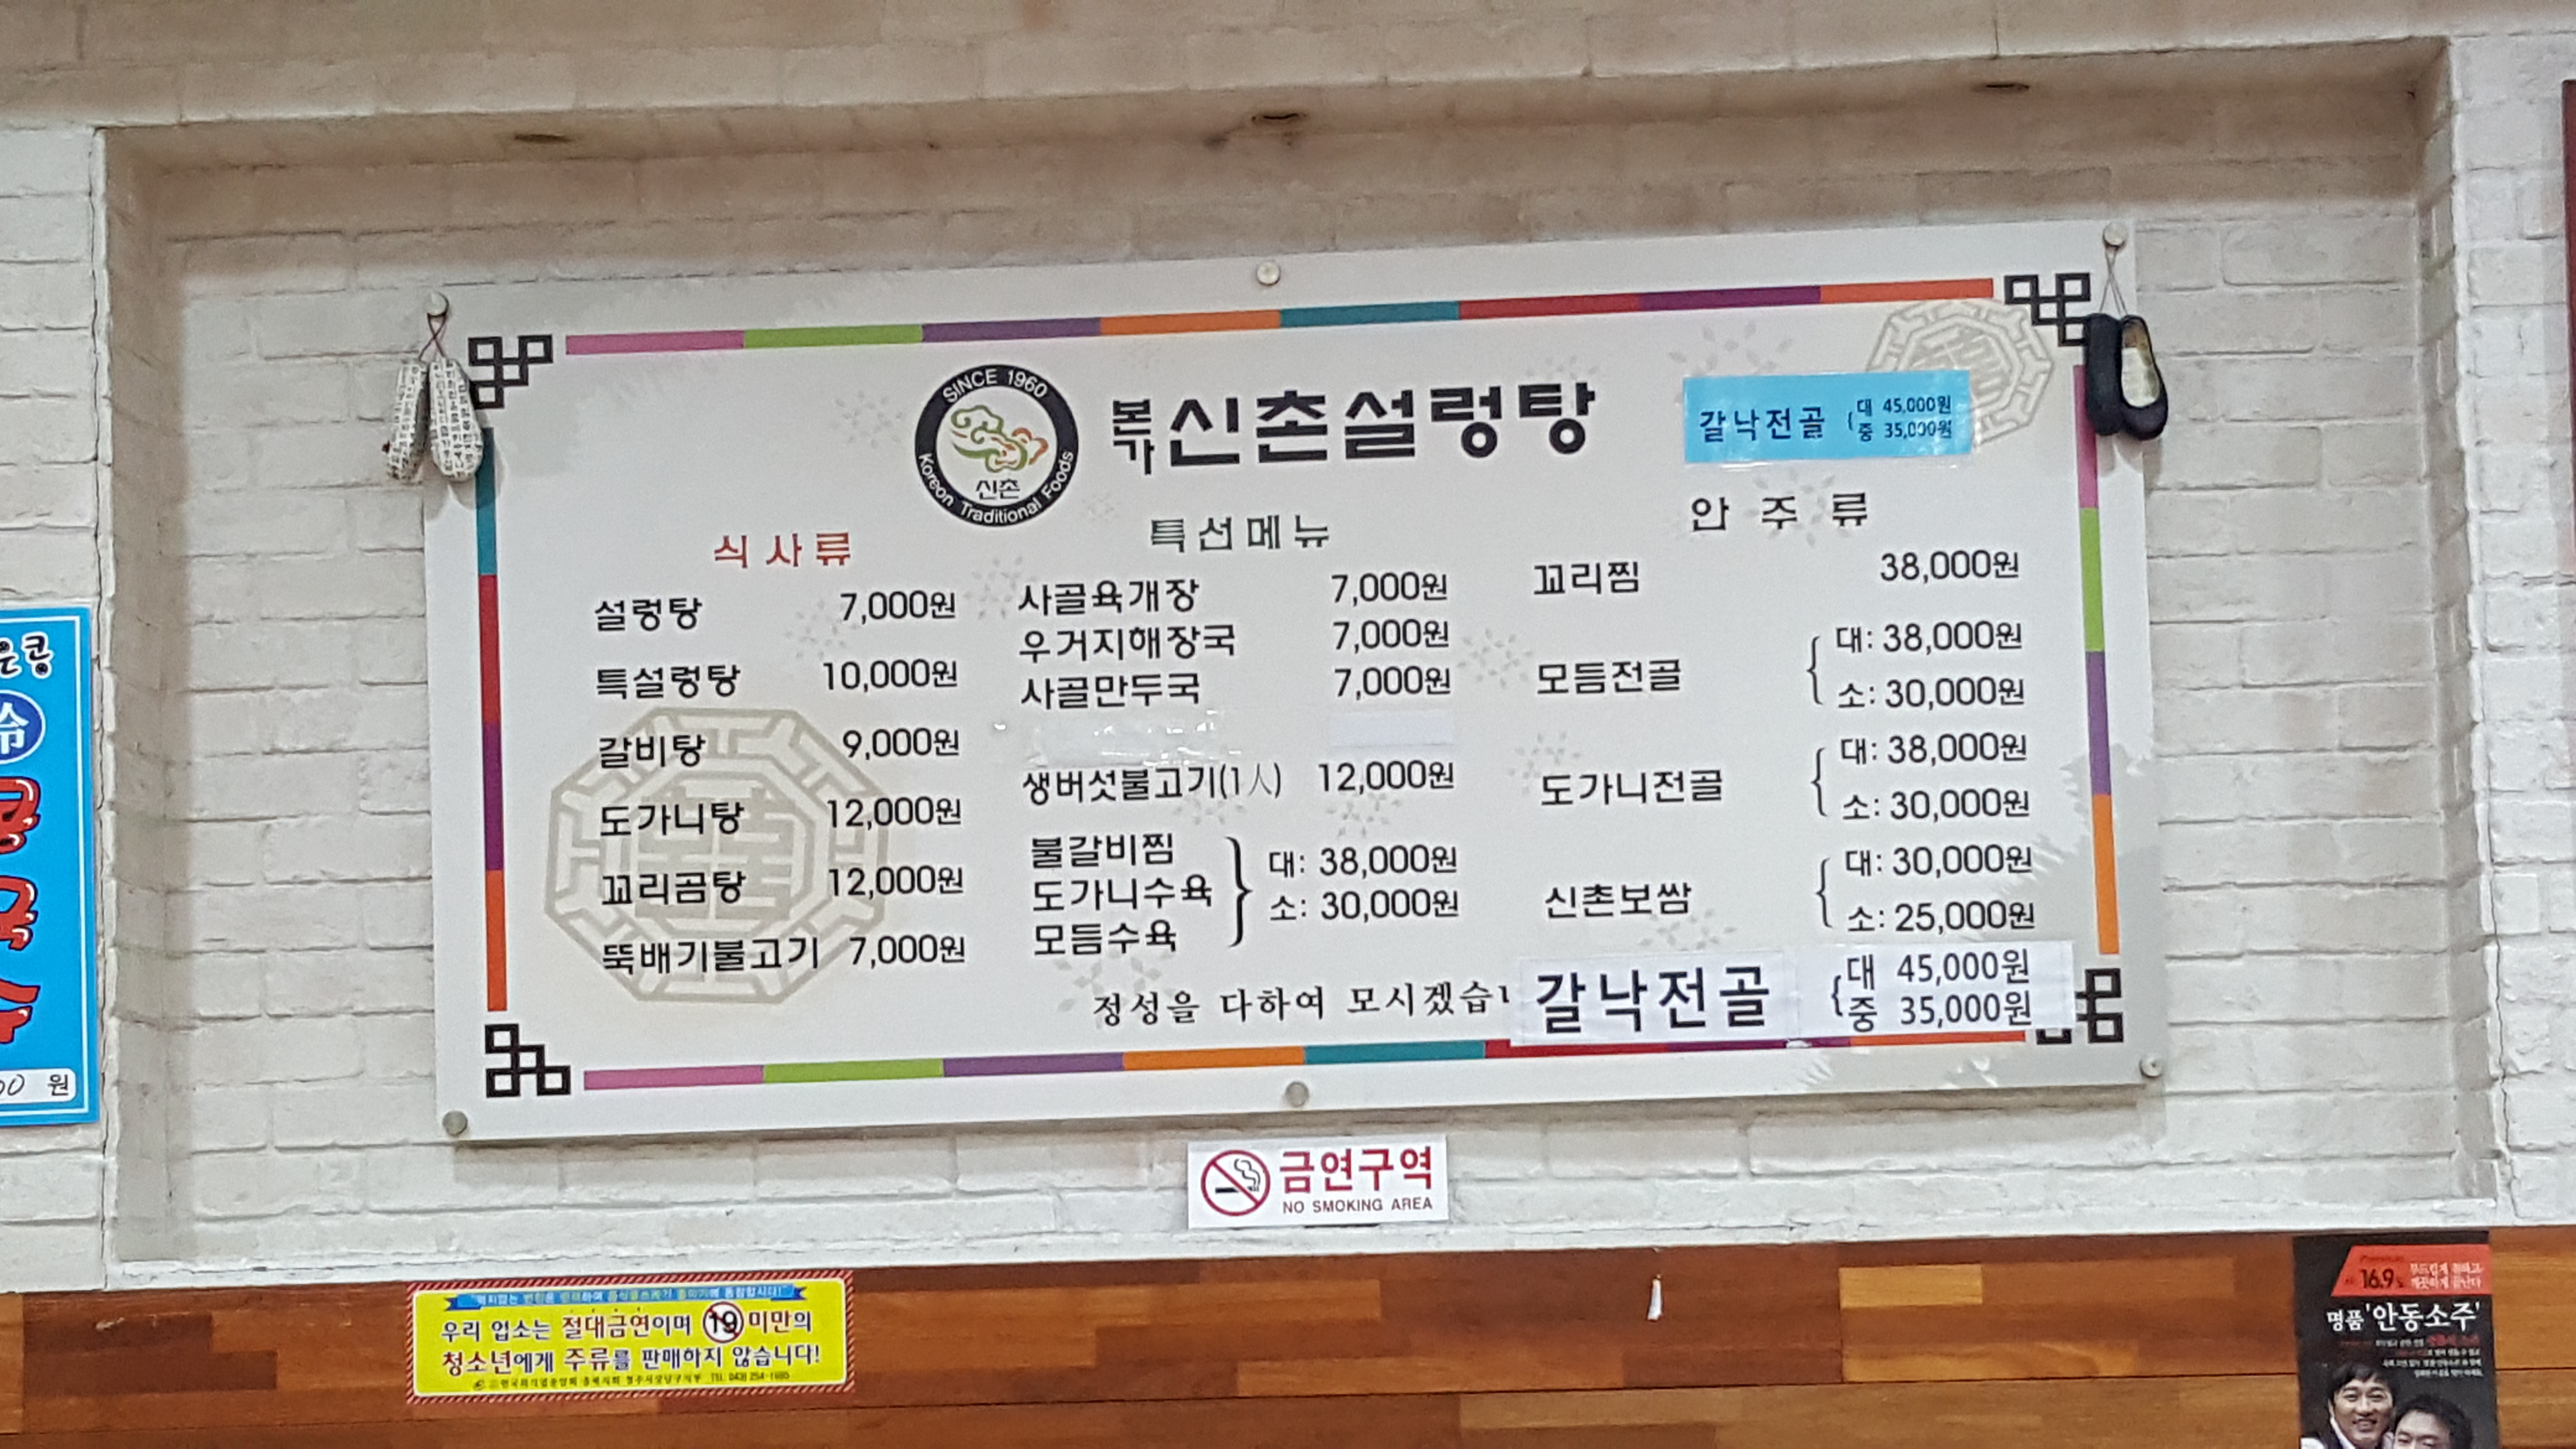 SINCE 1960
신촌
Korean Traditional Foods
본가 신촌설렁탕
갈낙전골 대 45,000원
중 35,000원
식사류
설렁탕 7,000원
특설렁탕 10,000원
갈비탕 9,000원
도가니탕 12,000원
꼬리곰탕 12,000원
뚝배기불고기 7,000원
특선메뉴
사골육개장 7,000원
우거지해장국 7,000원
사골만두국 7,000원
생버섯불고기(1人) 12,000원
불갈비찜
도가니수육
모듬수육
대: 38,000원
소: 30,000원
안주류
꼬리찜 38,000원
모듬전골 대: 38,000원
소: 30,000원
도가니전골 대: 38,000원
소: 30,000원
신촌보쌈 대: 30,000원
소: 25,000원
갈낙전골 대 45,000원
중 35,000원
정성을 다하여 모시겠습
금연구역
NO SMOKING AREA
콩
冷
원
우리 업소는 절대금연이며 19 미만의
청소년에게 주류를 판매하지 않습니다!
16.9
명품 '안동소주'